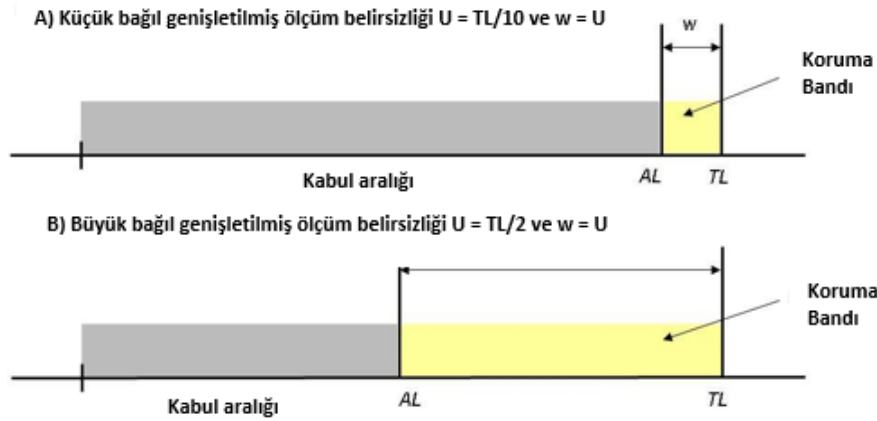 A) Küçük bağıl genişletilmiş ölçüm belirsizliği U = TL/10 ve w = U
w
Koruma
Bandı
Kabul aralığı
AL
TL
B) Büyük bağıl genişletilmiş ölçüm belirsizliği U = TL/2 ve w = U
Koruma
Bandı
Kabul aralığı
AL
TL